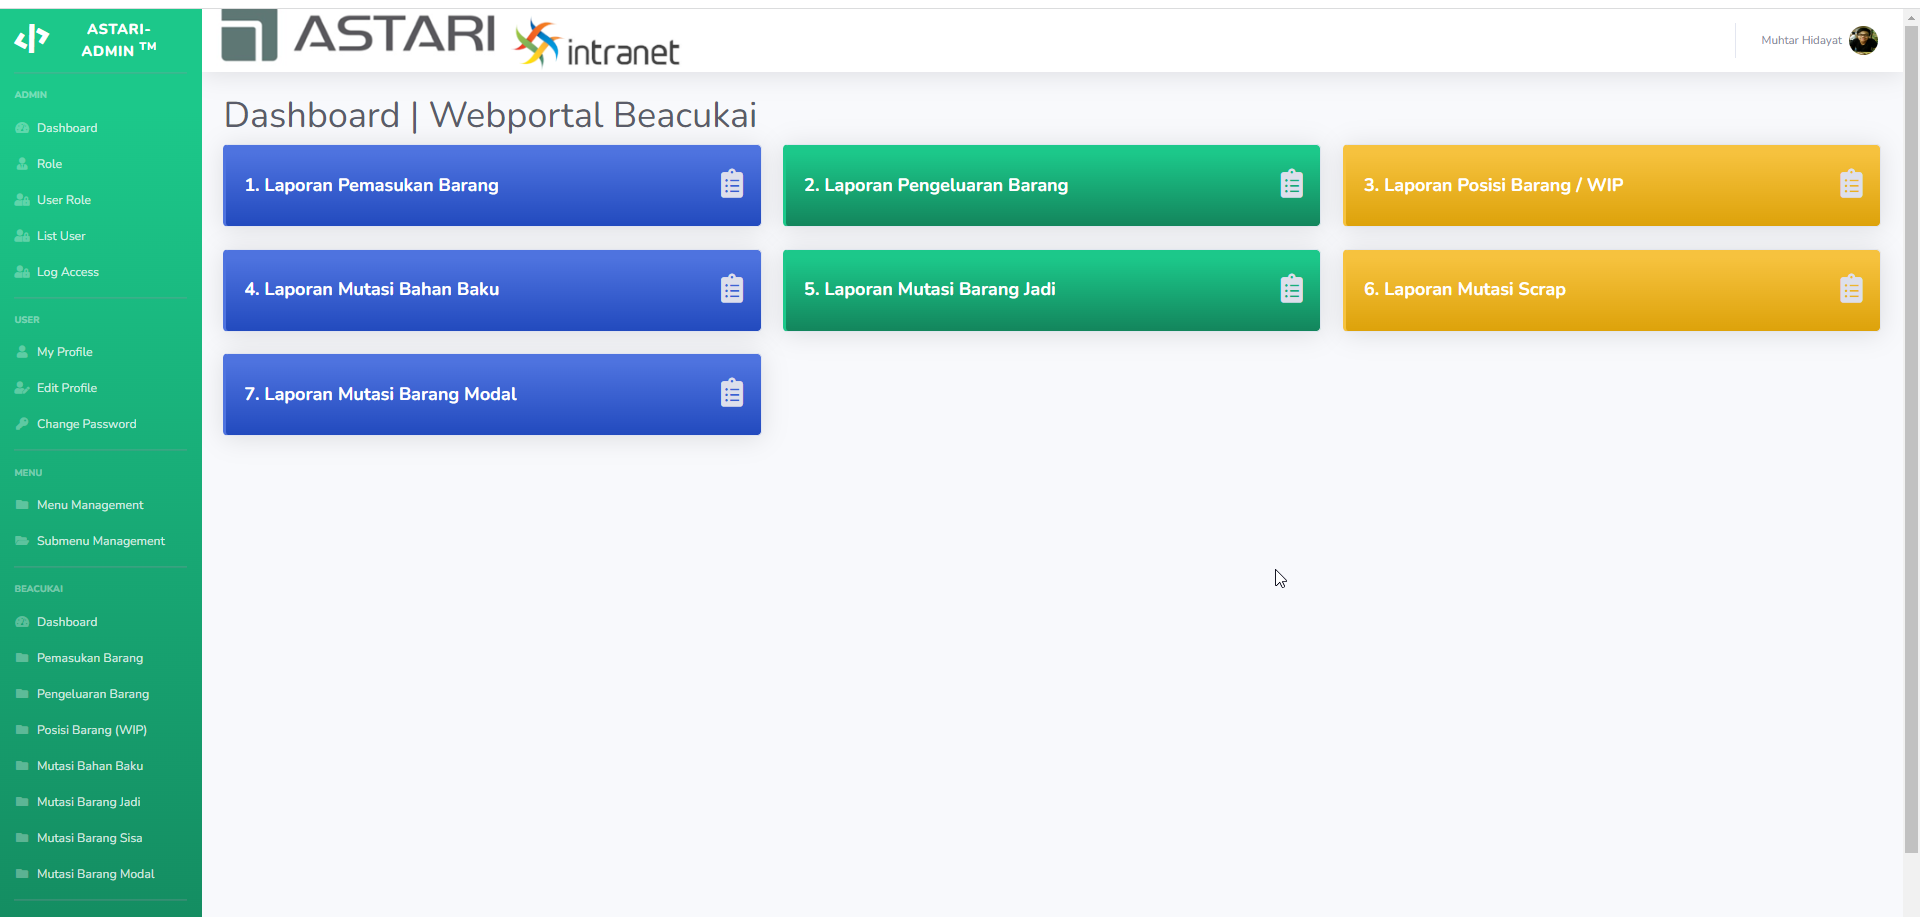 ASTARI-
ADMIN TM
ADMIN
Dashboard
Role
User Role
List User
Log Access
USER
My Profile
Edit Profile
Change Password
MENU
Menu Management
Submenu Management
BEACUKAI
Dashboard
Pemasukan Barang
Pengeluaran Barang
Posisi Barang (WIP)
Mutasi Bahan Baku
Mutasi Barang Jadi
Mutasi Barang Sisa
Mutasi Barang Modal
ASTARI intranet
Muhtar Hidayat
Dashboard | Webportal Beacukai
1. Laporan Pemasukan Barang
2. Laporan Pengeluaran Barang
3. Laporan Posisi Barang / WIP
4. Laporan Mutasi Bahan Baku
5. Laporan Mutasi Barang Jadi
6. Laporan Mutasi Scrap
7. Laporan Mutasi Barang Modal